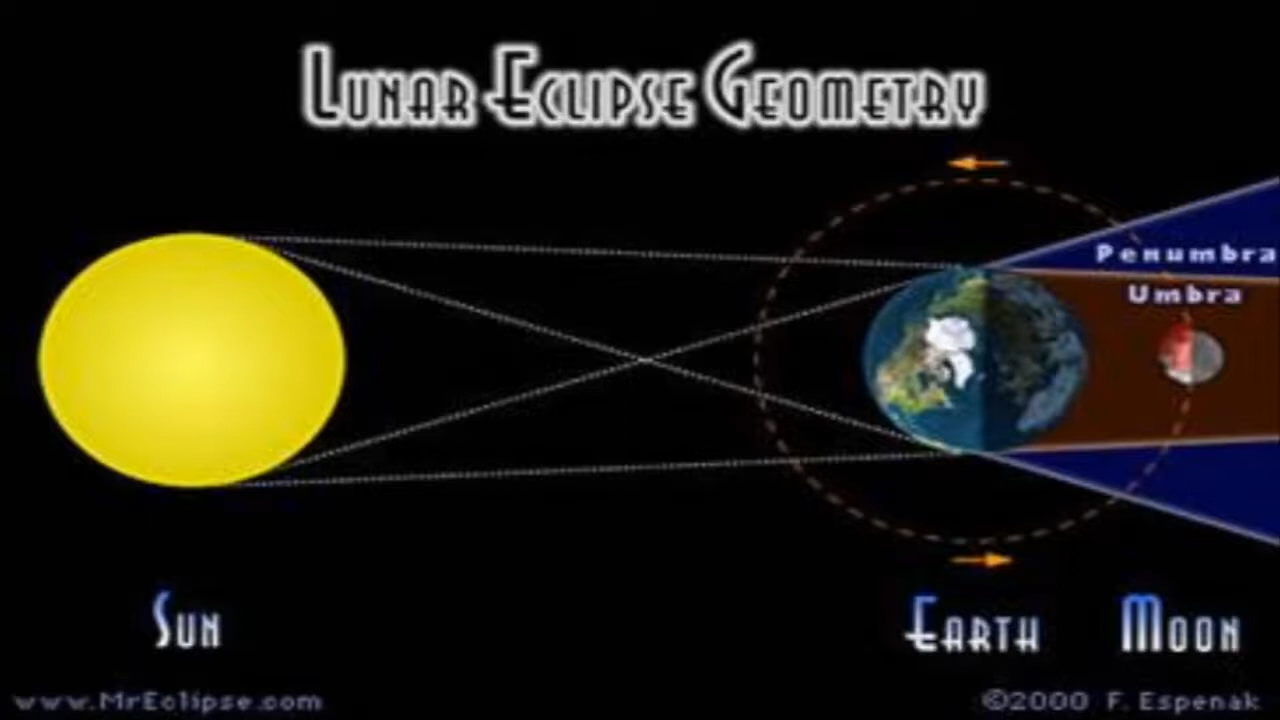 Lunar Eclipse Geometry
Penumbra
Umbra
Sun
Earth
Moon
www.MrEclipse.com
©2000 F. Espenak